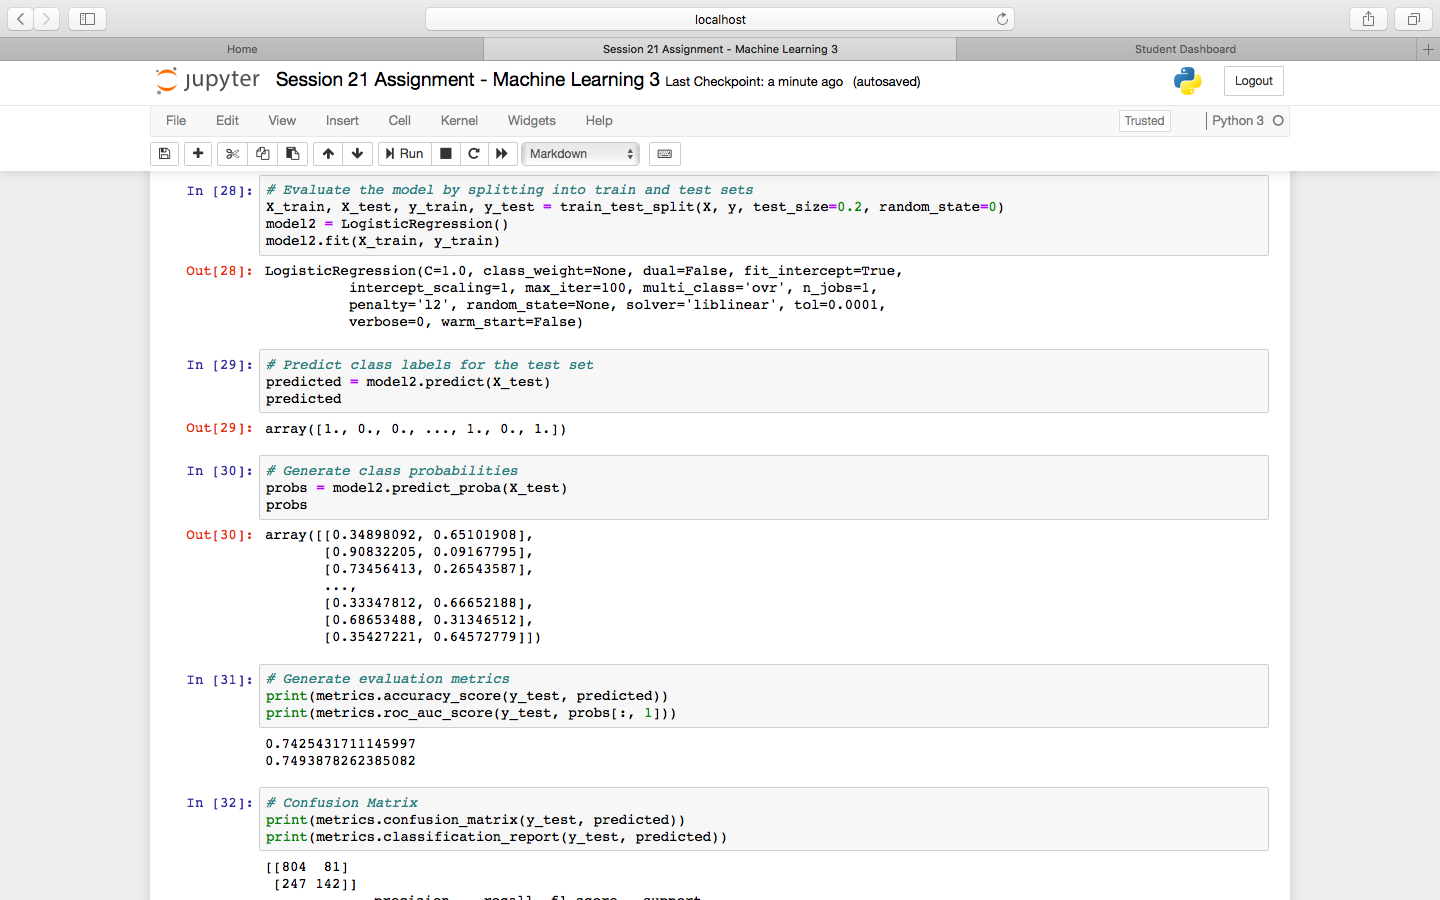 localhost
Home
Session 21 Assignment - Machine Learning 3
Student Dashboard
jupyter Session 21 Assignment - Machine Learning 3 Last Checkpoint: a minute ago (autosaved)
Logout
File Edit View Insert Cell Kernel Widgets Help
Trusted
Python 3
Run
Markdown
In [28]:
# Evaluate the model by splitting into train and test sets
X_train, X_test, y_train, y_test = train_test_split(X, y, test_size=0.2, random_state=0)
model2 = LogisticRegression()
model2.fit(X_train, y_train)
Out[28]:
LogisticRegression(C=1.0, class_weight=None, dual=False, fit_intercept=True,
intercept_scaling=1, max_iter=100, multi_class='ovr', n_jobs=1,
penalty='l2', random_state=None, solver='liblinear', tol=0.0001,
verbose=0, warm_start=False)
In [29]:
# Predict class labels for the test set
predicted = model2.predict(X_test)
predicted
Out[29]:
array([1., 0., 0., ..., 1., 0., 1.])
In [30]:
# Generate class probabilities
probs = model2.predict_proba(X_test)
probs
Out[30]:
array([[0.34898092, 0.65101908],
[0.90832205, 0.09167795],
[0.73456413, 0.26543587],
...,
[0.33347812, 0.66652188],
[0.68653488, 0.31346512],
[0.35427221, 0.64572779]])
In [31]:
# Generate evaluation metrics
print(metrics.accuracy_score(y_test, predicted))
print(metrics.roc_auc_score(y_test, probs[:, 1]))
0.7425431711145997
0.7493878262385082
In [32]:
# Confusion Matrix
print(metrics.confusion_matrix(y_test, predicted))
print(metrics.classification_report(y_test, predicted))
[[804 81]
[247 142]]
precision recall f1-score support